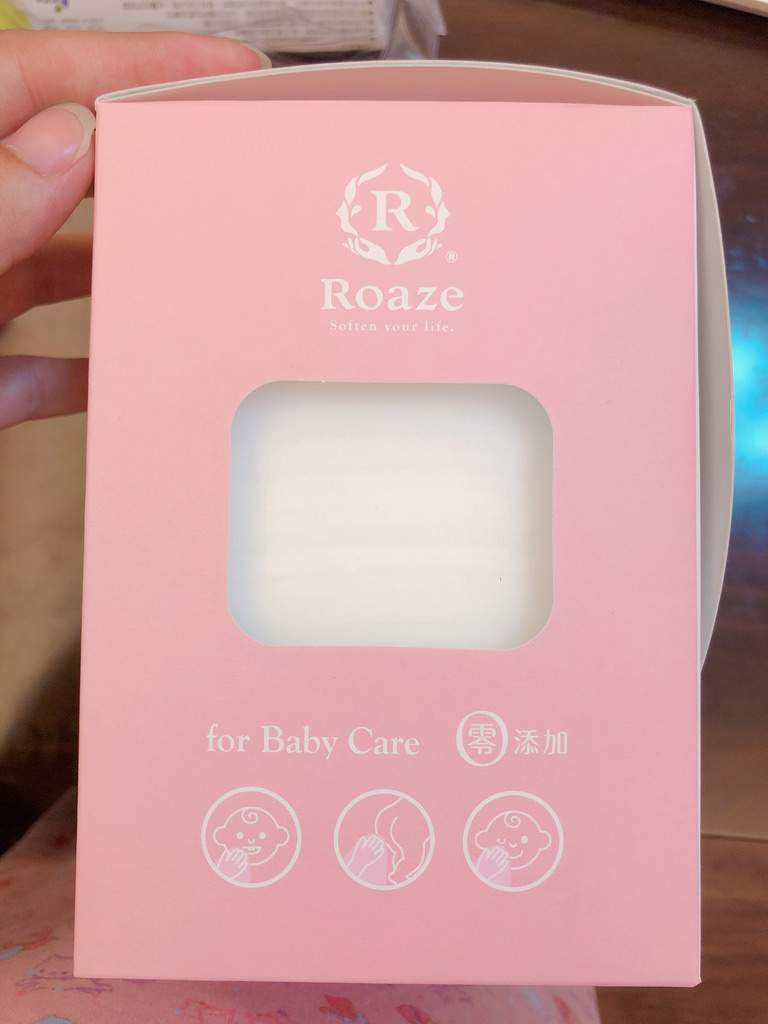 R
®
Roaze
Soften your life.
for Baby Care 零添加